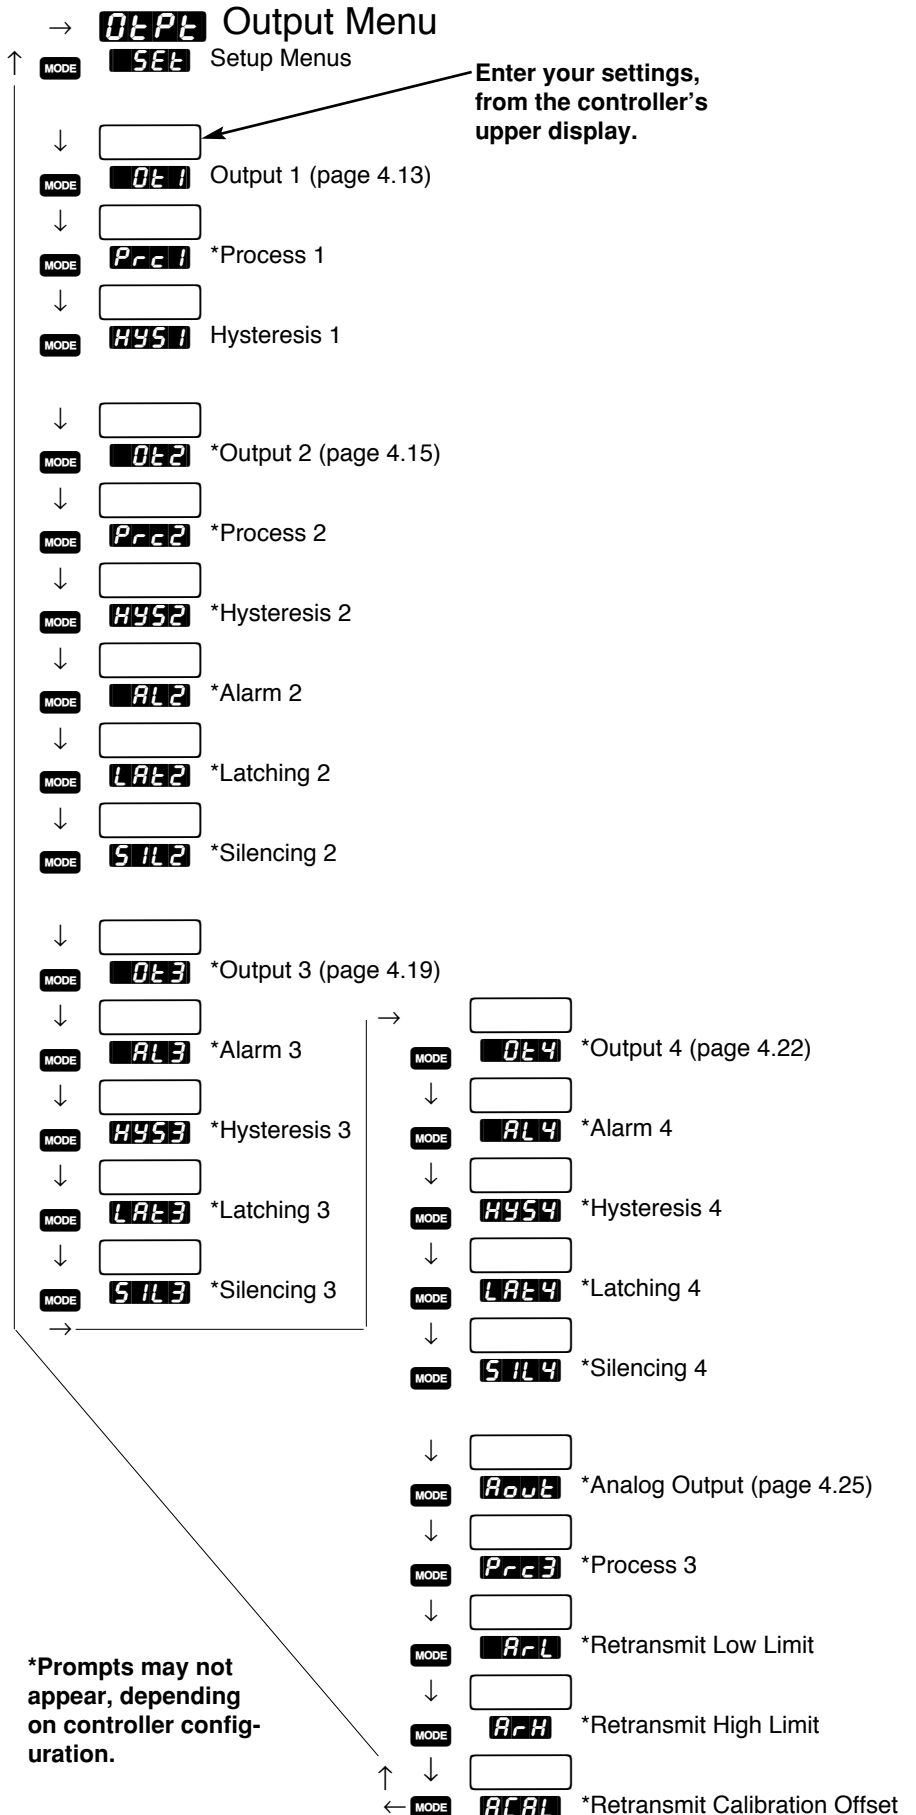 → OtPt Output Menu
↑ MODE SEt Setup Menus
Enter your settings,
from the controller's
upper display.
↓
MODE Ot1 Output 1 (page 4.13)
↓
MODE Prc1 *Process 1
↓
MODE HYS1 Hysteresis 1
↓
MODE Ot2 *Output 2 (page 4.15)
↓
MODE Prc2 *Process 2
↓
MODE HYS2 *Hysteresis 2
↓
MODE AL2 *Alarm 2
↓
MODE LAt2 *Latching 2
↓
MODE SIL2 *Silencing 2
↓
MODE Ot3 *Output 3 (page 4.19)
↓
MODE AL3 *Alarm 3
↓
MODE HYS3 *Hysteresis 3
↓
MODE LAt3 *Latching 3
↓
MODE SIL3 *Silencing 3
→
→
MODE Ot4 *Output 4 (page 4.22)
↓
MODE AL4 *Alarm 4
↓
MODE HYS4 *Hysteresis 4
↓
MODE LAt4 *Latching 4
↓
MODE SIL4 *Silencing 4
↓
MODE Aout *Analog Output (page 4.25)
↓
MODE Prc3 *Process 3
↓
MODE ArL *Retransmit Low Limit
↓
MODE ArH *Retransmit High Limit
↑ ↓
← MODE ACAL *Retransmit Calibration Offset
*Prompts may not
appear, depending
on controller config-
uration.